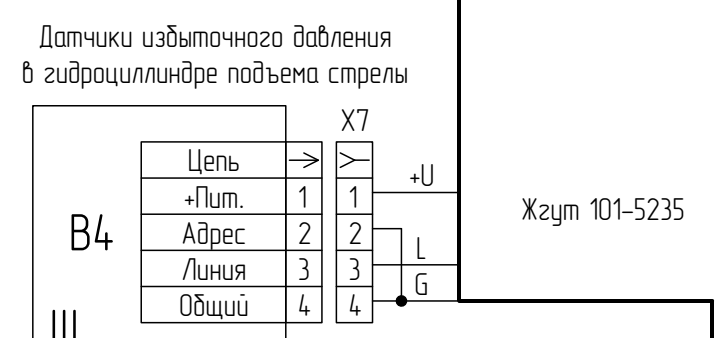 Датчики избыточного давления
в гидроцилиндре подъема стрелы
X7
Цепь
+U
+Пит. 1 1
Жгут 101-5235
B4
Адрес 2 2
L
Линия 3 3
G
Общий 4 4
Ш